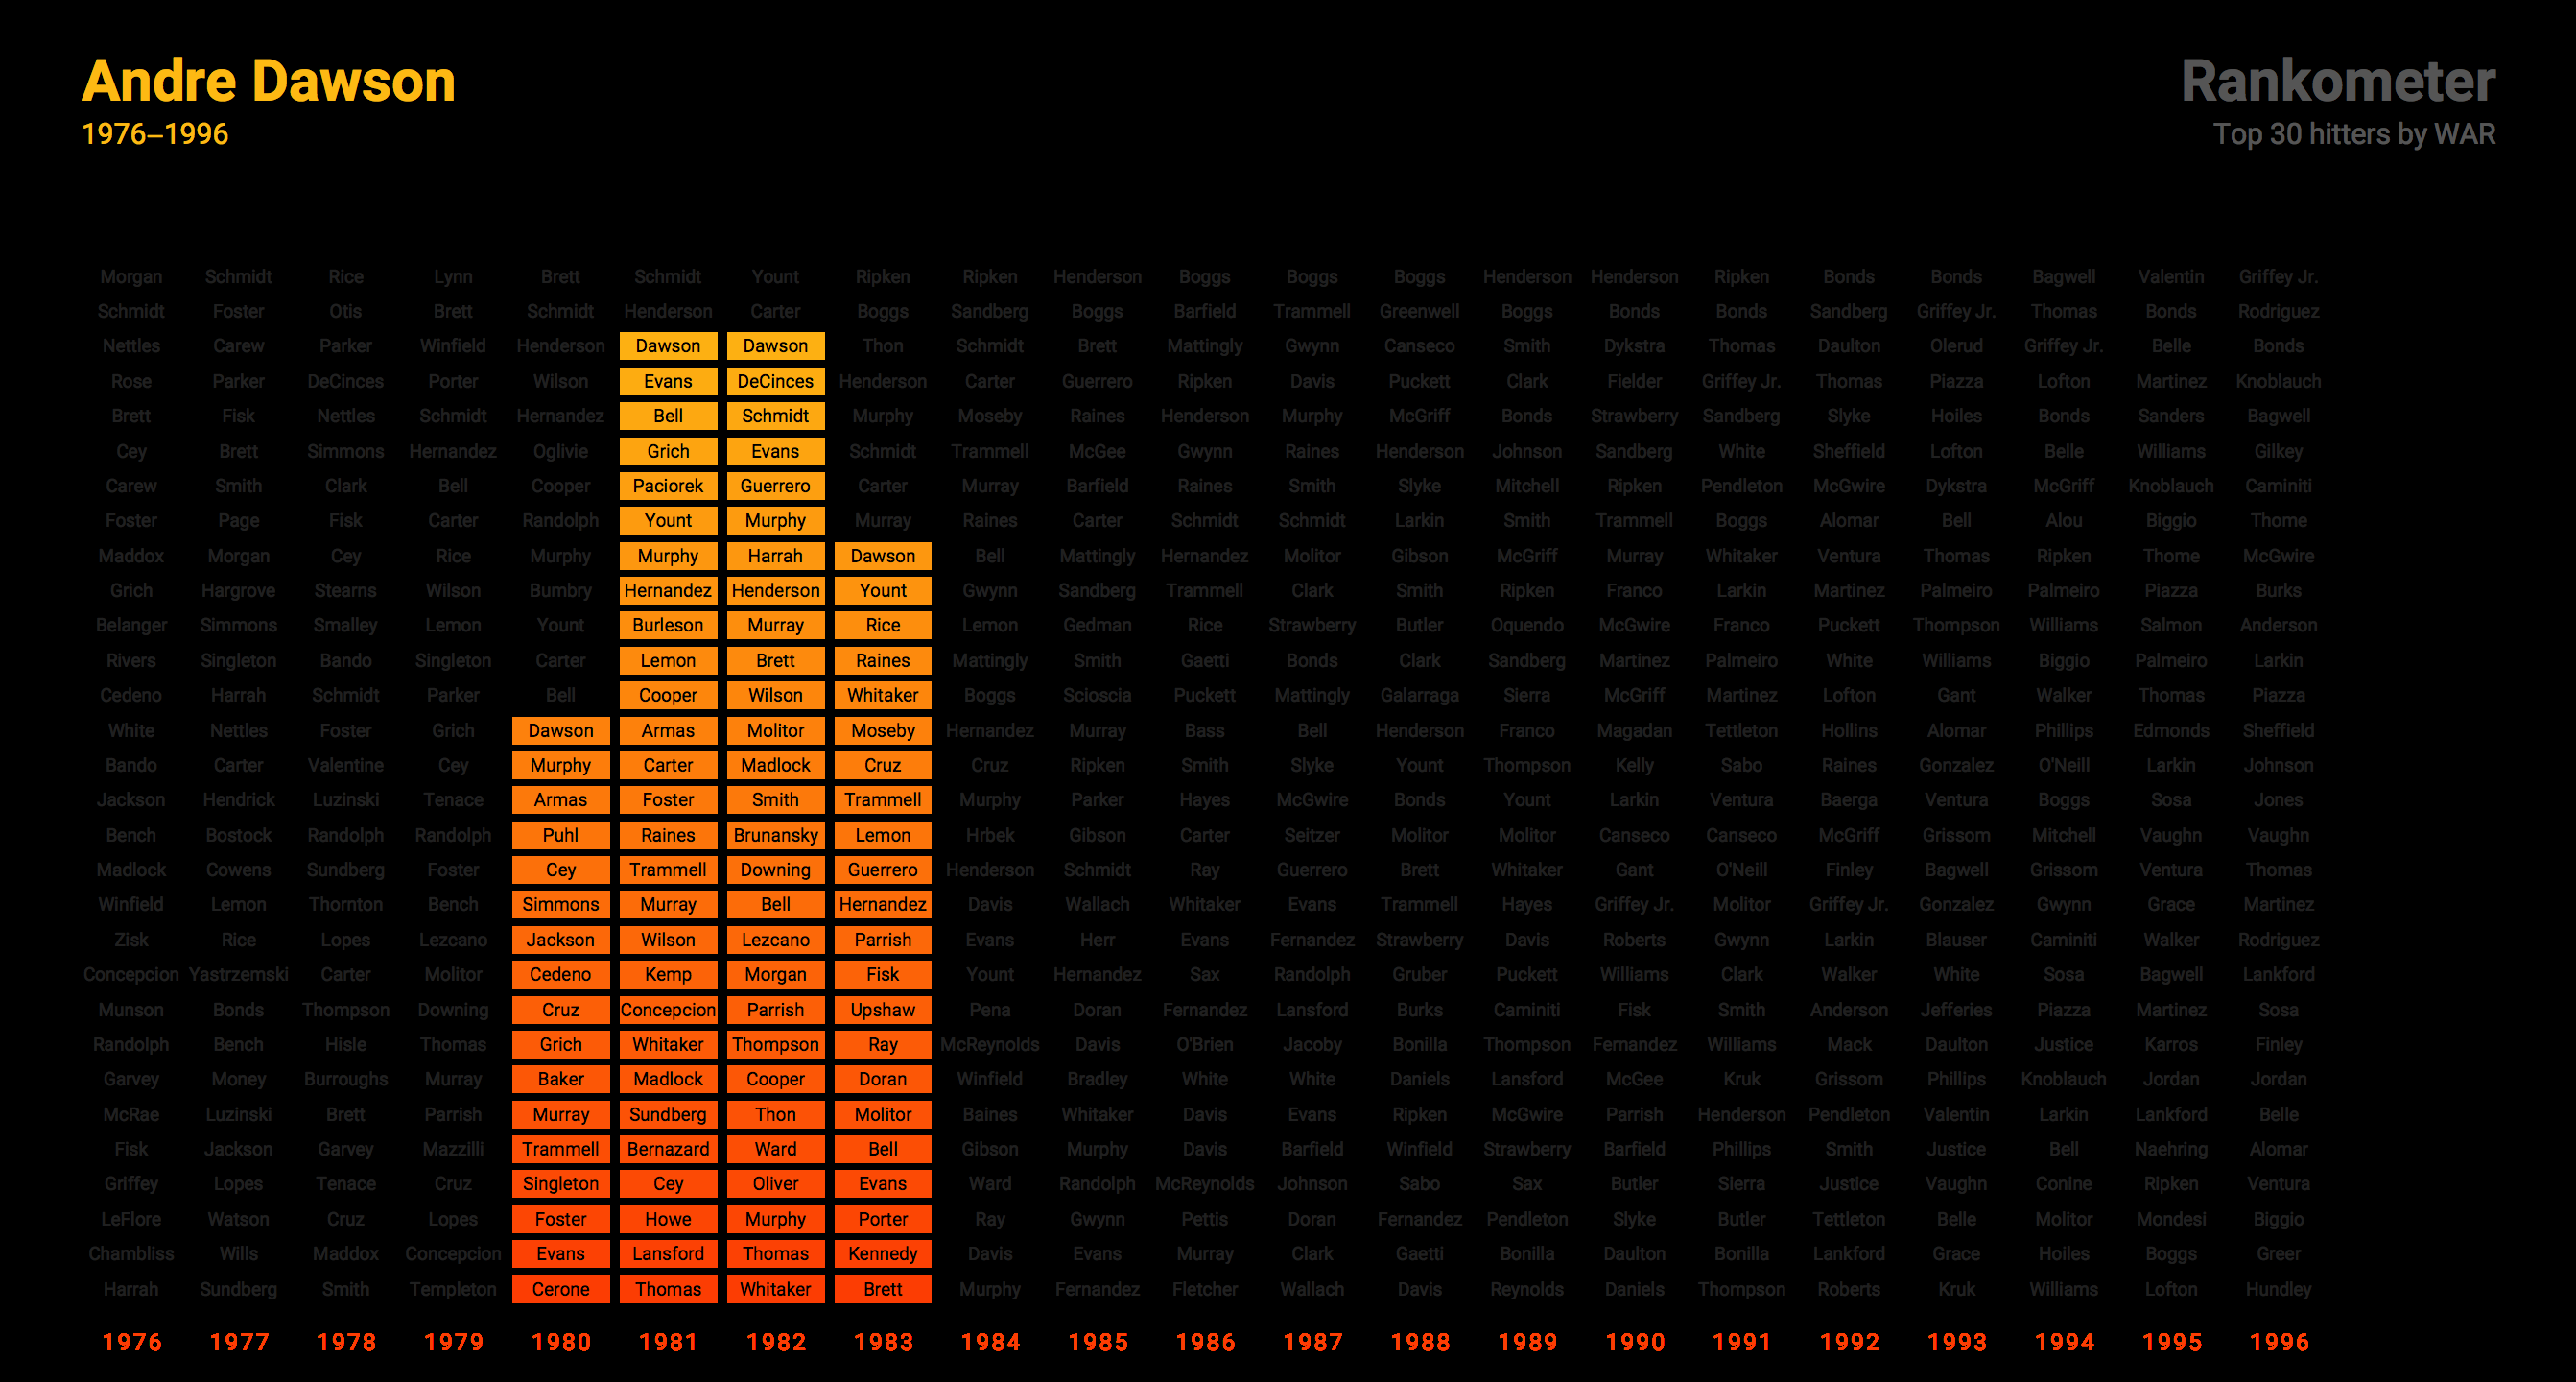 Andre Dawson
1976–1996
Rankometer
Top 30 hitters by WAR
Morgan Schmidt Rice Lynn Brett Schmidt Yount Ripken Ripken Henderson Boggs Boggs Boggs Henderson Henderson Ripken Bonds Bonds Bagwell Valentin Griffey Jr.
Schmidt Foster Otis Brett Schmidt Henderson Carter Boggs Sandberg Boggs Barfield Trammell Greenwell Boggs Bonds Bonds Sandberg Griffey Jr. Thomas Bonds Rodriguez
Nettles Carew Parker Winfield Henderson Dawson Dawson Thon Schmidt Brett Mattingly Gwynn Canseco Smith Dykstra Thomas Daulton Olerud Griffey Jr. Belle Bonds
Rose Parker DeCinces Porter Wilson Evans DeCinces Henderson Carter Guerrero Ripken Davis Puckett Clark Fielder Griffey Jr. Thomas Piazza Lofton Martinez Knoblauch
Brett Fisk Nettles Schmidt Hernandez Bell Schmidt Murphy Moseby Raines Henderson Murphy McGriff Bonds Strawberry Sandberg Slyke Hoiles Bonds Sanders Bagwell
Cey Brett Simmons Hernandez Oglivie Grich Evans Schmidt Trammell McGee Gwynn Raines Henderson Johnson Sandberg White Sheffield Lofton Belle Williams Gilkey
Carew Smith Clark Bell Cooper Paciorek Guerrero Carter Murray Barfield Raines Smith Slyke Mitchell Ripken Pendleton McGwire Dykstra McGriff Knoblauch Caminiti
Foster Page Fisk Carter Randolph Yount Murphy Murray Raines Carter Schmidt Schmidt Larkin Smith Trammell Boggs Alomar Bell Alou Biggio Thome
Maddox Morgan Cey Rice Murphy Murphy Harrah Dawson Bell Mattingly Hernandez Molitor Gibson McGriff Murray Whitaker Ventura Thomas Ripken Thome McGwire
Grich Hargrove Stearns Wilson Bumbry Hernandez Henderson Yount Gwynn Sandberg Trammell Clark Smith Ripken Franco Larkin Martinez Palmeiro Palmeiro Piazza Burks
Belanger Simmons Smalley Lemon Yount Burleson Murray Rice Lemon Gedman Rice Strawberry Butler Oquendo McGwire Franco Puckett Thompson Williams Salmon Anderson
Rivers Singleton Bando Singleton Carter Lemon Brett Raines Mattingly Smith Gaetti Bonds Clark Sandberg Martinez Palmeiro White Williams Biggio Palmeiro Larkin
Cedeno Harrah Schmidt Parker Bell Cooper Wilson Whitaker Boggs Scioscia Puckett Mattingly Galarraga Sierra McGriff Martinez Lofton Gant Walker Thomas Piazza
White Nettles Foster Grich Dawson Armas Molitor Moseby Hernandez Murray Bass Bell Henderson Franco Magadan Tettleton Hollins Alomar Phillips Edmonds Sheffield
Bando Carter Valentine Cey Murphy Carter Madlock Cruz Cruz Ripken Smith Slyke Yount Thompson Kelly Sabo Raines Gonzalez O'Neill Larkin Johnson
Jackson Hendrick Luzinski Tenace Armas Foster Smith Trammell Murphy Parker Hayes McGwire Bonds Yount Larkin Ventura Baerga Ventura Boggs Sosa Jones
Bench Bostock Randolph Randolph Puhl Raines Brunansky Lemon Hrbek Gibson Carter Seitzer Molitor Molitor Canseco Canseco McGriff Grissom Mitchell Vaughn Vaughn
Madlock Cowens Sundberg Foster Cey Trammell Downing Guerrero Henderson Schmidt Ray Guerrero Brett Whitaker Gant O'Neill Finley Bagwell Grissom Ventura Thomas
Winfield Lemon Thornton Bench Simmons Murray Bell Hernandez Davis Wallach Whitaker Evans Trammell Hayes Griffey Jr. Molitor Griffey Jr. Gonzalez Gwynn Grace Martinez
Zisk Rice Lopes Lezcano Jackson Wilson Lezcano Parrish Evans Herr Evans Fernandez Strawberry Davis Roberts Gwynn Larkin Blauser Caminiti Walker Rodriguez
Concepcion Yastrzemski Carter Molitor Cedeno Kemp Morgan Fisk Yount Hernandez Sax Randolph Gruber Puckett Williams Clark Walker White Sosa Bagwell Lankford
Munson Bonds Thompson Downing Cruz Concepcion Parrish Upshaw Pena Doran Fernandez Lansford Burks Caminiti Fisk Smith Anderson Jefferies Piazza Martinez Sosa
Randolph Bench Hisle Thomas Grich Whitaker Thompson Ray McReynolds Davis O'Brien Jacoby Bonilla Thompson Fernandez Williams Mack Daulton Justice Karros Finley
Garvey Money Burroughs Murray Baker Madlock Cooper Doran Winfield Bradley White White Daniels Lansford McGee Kruk Grissom Phillips Knoblauch Jordan Jordan
McRae Luzinski Brett Parrish Murray Sundberg Thon Molitor Baines Whitaker Davis Evans Ripken McGwire Parrish Henderson Pendleton Valentin Larkin Lankford Belle
Fisk Jackson Garvey Mazzilli Trammell Bernazard Ward Bell Gibson Murphy Davis Barfield Winfield Strawberry Barfield Phillips Smith Justice Bell Naehring Alomar
Griffey Lopes Tenace Cruz Singleton Cey Oliver Evans Ward Randolph McReynolds Johnson Sabo Sax Butler Sierra Justice Vaughn Conine Ripken Ventura
LeFlore Watson Cruz Lopes Foster Howe Murphy Porter Ray Gwynn Pettis Doran Fernandez Pendleton Slyke Butler Tettleton Belle Molitor Mondesi Biggio
Chambliss Wills Maddox Concepcion Evans Lansford Thomas Kennedy Davis Evans Murray Clark Gaetti Bonilla Daulton Bonilla Lankford Grace Hoiles Boggs Greer
Harrah Sundberg Smith Templeton Cerone Thomas Whitaker Brett Murphy Fernandez Fletcher Wallach Davis Reynolds Daniels Thompson Roberts Kruk Williams Lofton Hundley
1976 1977 1978 1979 1980 1981 1982 1983 1984 1985 1986 1987 1988 1989 1990 1991 1992 1993 1994 1995 1996